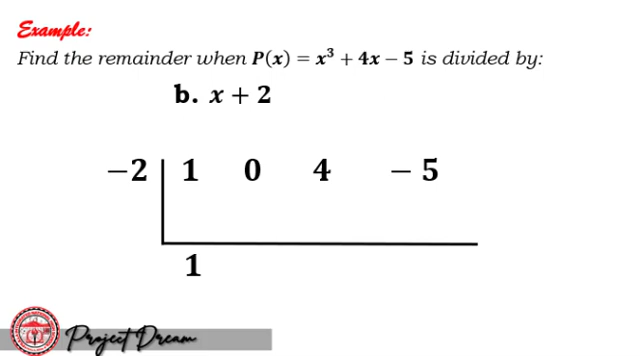 Example:
Find the remainder when P(x) = x³ + 4x − 5 is divided by:
b. x + 2
−2 | 1 0 4 − 5
1
Project Dream